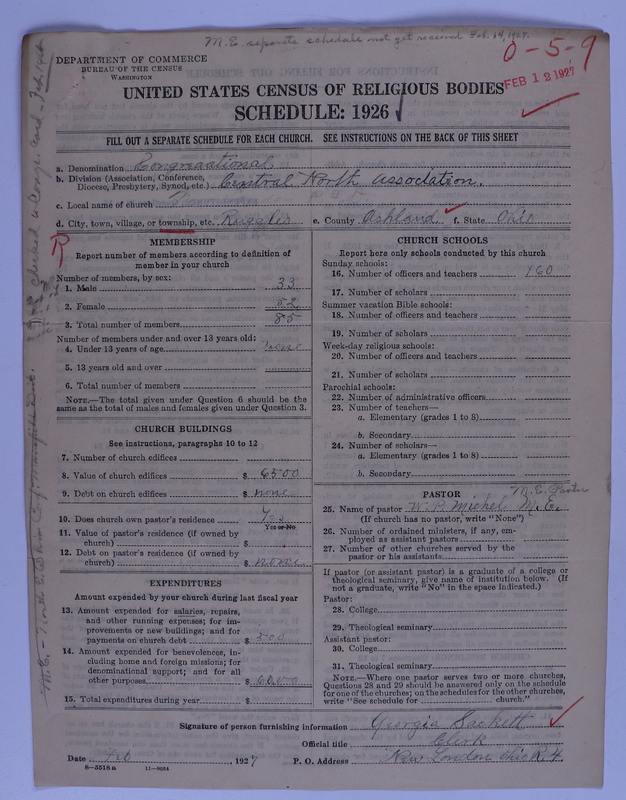 M.E. separate schedule not yet received Feb. 24, 1927.
0-5-9
DEPARTMENT OF COMMERCE
BUREAU OF THE CENSUS
WASHINGTON
FEB 12 1927
UNITED STATES CENSUS OF RELIGIOUS BODIES
SCHEDULE: 1926
FILL OUT A SEPARATE SCHEDULE FOR EACH CHURCH. SEE INSTRUCTIONS ON THE BACK OF THIS SHEET
a. Denomination Congregational
b. Division (Association, Conference, Diocese, Presbytery, Synod, etc.) Central North Association.
c. Local name of church
d. City, town, village, or township, etc. Ruggles e. County Ashland f. State Ohio
R
MEMBERSHIP
Report number of members according to definition of
member in your church
Number of members, by sex:
1. Male 33
2. Female 52
3. Total number of members 85
Number of members under and over 13 years old:
4. Under 13 years of age none
5. 13 years old and over
6. Total number of members
NOTE.—The total given under Question 6 should be the
same as the total of males and females given under Question 3.
CHURCH BUILDINGS
See instructions, paragraphs 10 to 12
7. Number of church edifices
8. Value of church edifices $ 6500
9. Debt on church edifices $ none
10. Does church own pastor's residence Yes
Yes or No
11. Value of pastor's residence (if owned by
church) $
12. Debt on pastor's residence (if owned by
church) $ none
EXPENDITURES
Amount expended by your church during last fiscal year
13. Amount expended for salaries, repairs,
and other running expenses; for im-
provements or new buildings; and for
payments on church debt $
14. Amount expended for benevolences, in-
cluding home and foreign missions; for
denominational support; and for all
other purposes $
15. Total expenditures during year $
CHURCH SCHOOLS
Report here only schools conducted by this church
Sunday schools:
16. Number of officers and teachers 160
17. Number of scholars
Summer vacation Bible schools:
18. Number of officers and teachers
19. Number of scholars
Week-day religious schools:
20. Number of officers and teachers
21. Number of scholars
Parochial schools:
22. Number of administrative officers
23. Number of teachers—
a. Elementary (grades 1 to 8)
b. Secondary
24. Number of scholars—
a. Elementary (grades 1 to 8)
b. Secondary
PASTOR
M.E. Pastor
25. Name of pastor W. P. Michel M.E.
(If church has no pastor, write "None")
26. Number of ordained ministers, if any, em-
ployed as assistant pastors
27. Number of other churches served by the
pastor or his assistants
If pastor (or assistant pastor) is a graduate of a college or
theological seminary, give name of institution below. (If
not a graduate, write "No" in the space indicated.)
Pastor:
28. College
29. Theological seminary
Assistant pastor:
30. College
31. Theological seminary
NOTE.—Where one pastor serves two or more churches,
Questions 28 and 29 should be answered only on the schedule
for one of the churches; on the schedules for the other churches,
write "See schedule for church."
Signature of person furnishing information Georgia Sackett
Official title Clerk
Date Feb, 1927 P. O. Address New London Ohio R. 4.
8-5518a 11-9034